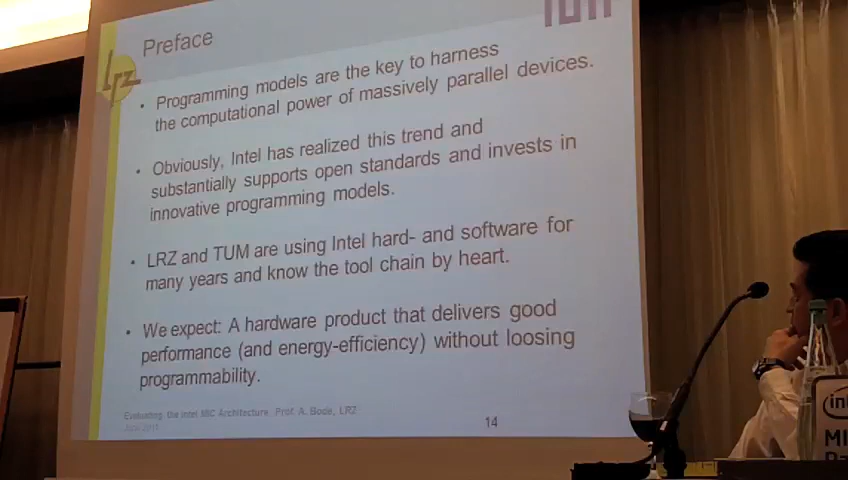 TUM
Preface
lrz
• Programming models are the key to harness
the computational power of massively parallel devices.
• Obviously, Intel has realized this trend and
substantially supports open standards and invests in
innovative programming models.
• LRZ and TUM are using Intel hard- and software for
many years and know the tool chain by heart.
• We expect: A hardware product that delivers good
performance (and energy-efficiency) without loosing
programmability.
Evaluating the Intel MIC Architecture, Prof. A. Bode, LRZ
14